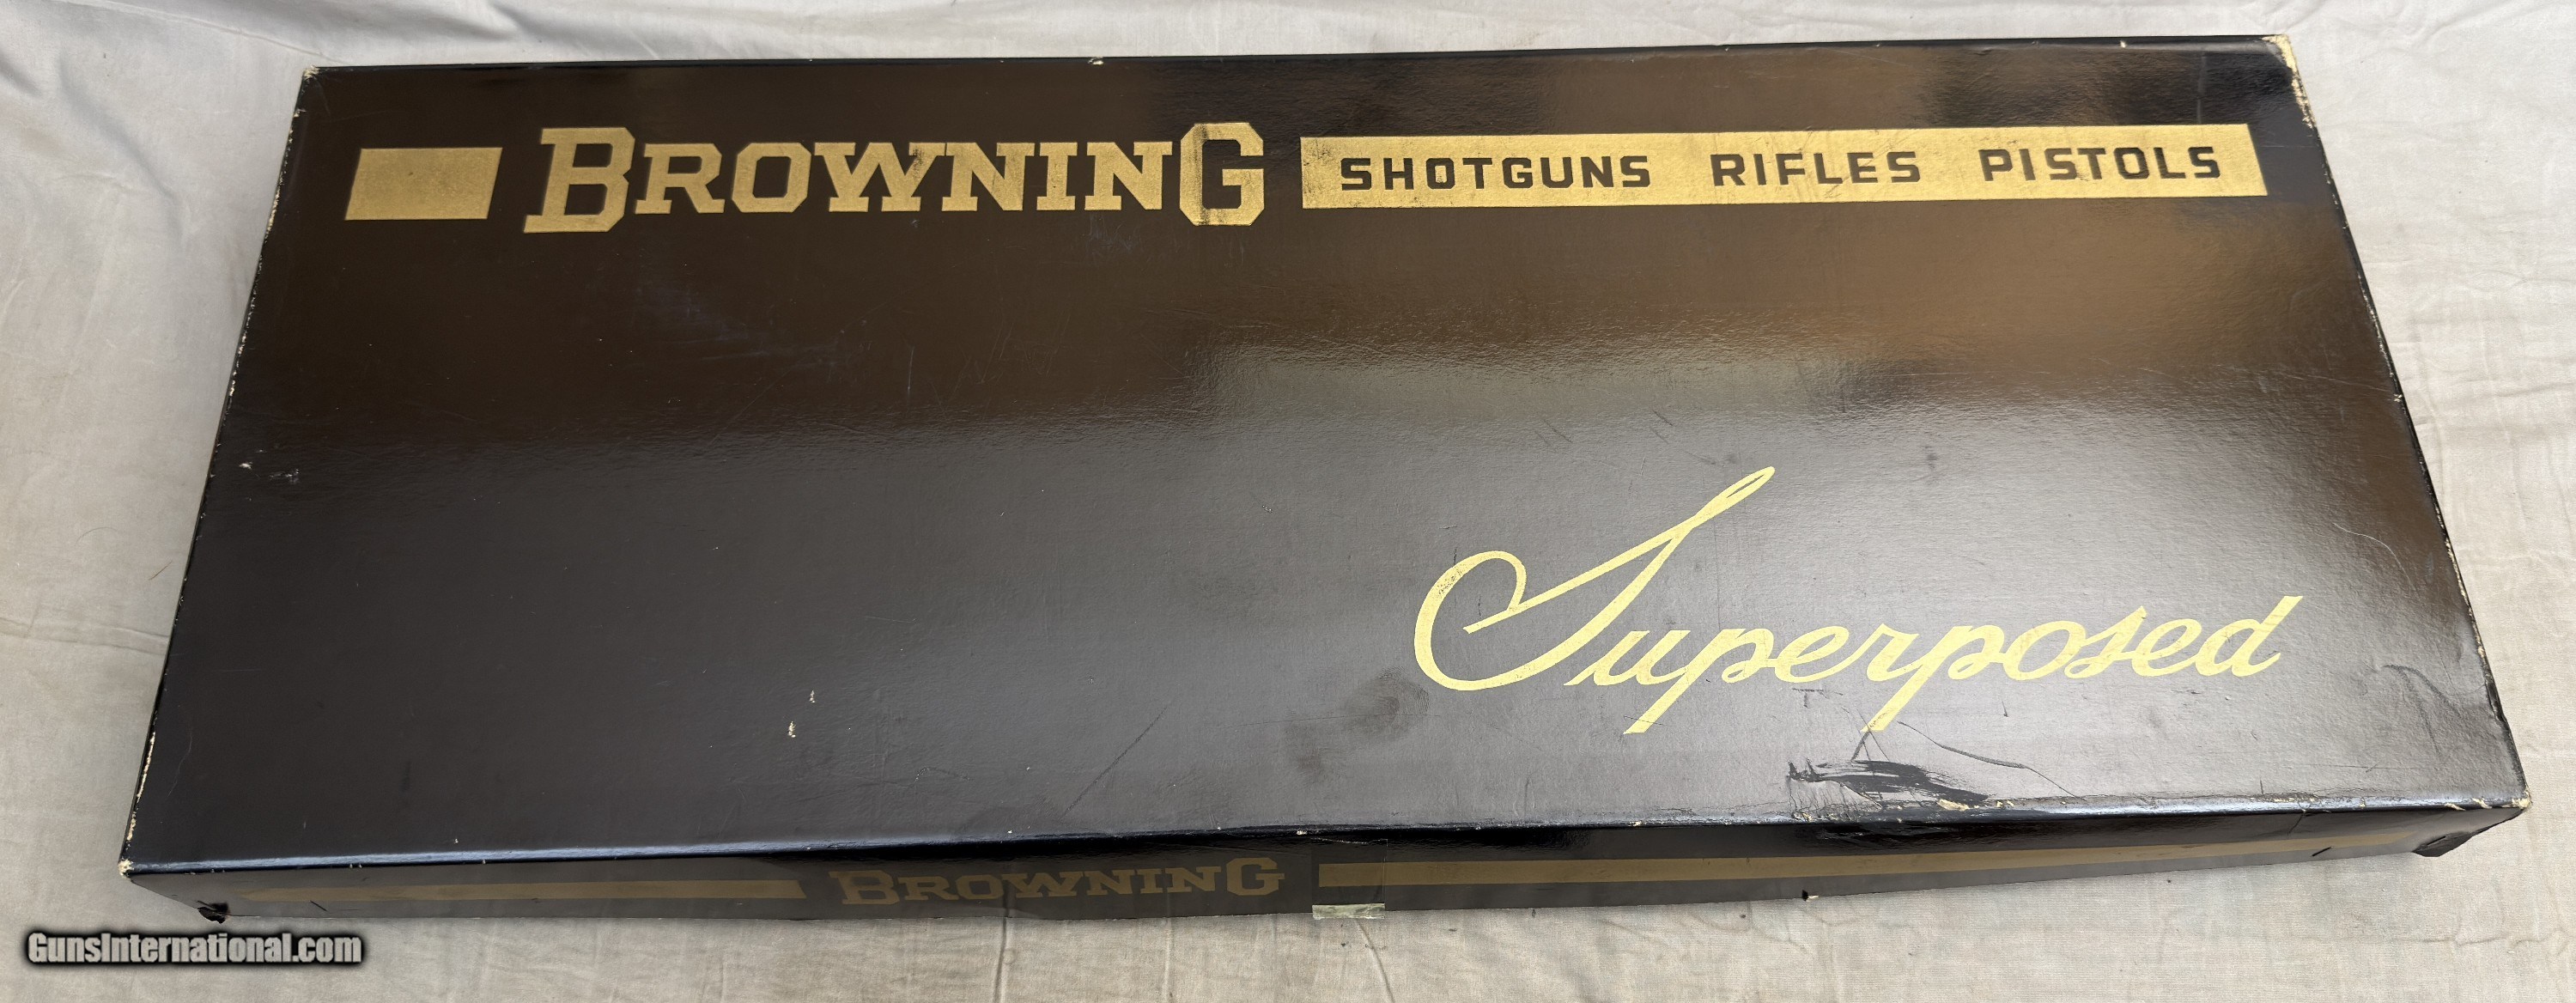 BROWNING SHOTGUNS RIFLES PISTOLS
Superposed
BROWNING
GunsInternational.com